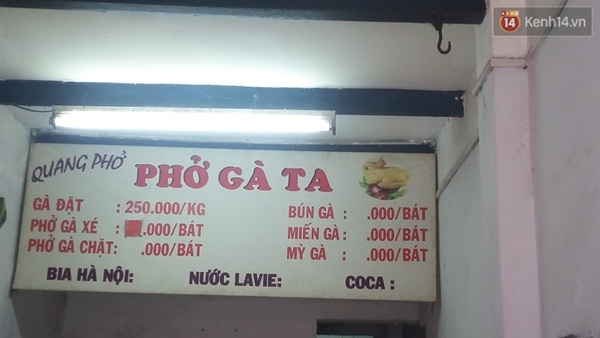 14 Kenh14.vn
QUANG PHỞ
PHỞ GÀ TA
GÀ ĐẶT : 250.000/KG
PHỞ GÀ XÉ : .000/BÁT
PHỞ GÀ CHẶT: .000/BÁT
BÚN GÀ : .000/BÁT
MIẾN GÀ : .000/BÁT
MỲ GÀ : .000/BÁT
BIA HÀ NỘI: NƯỚC LAVIE: COCA :